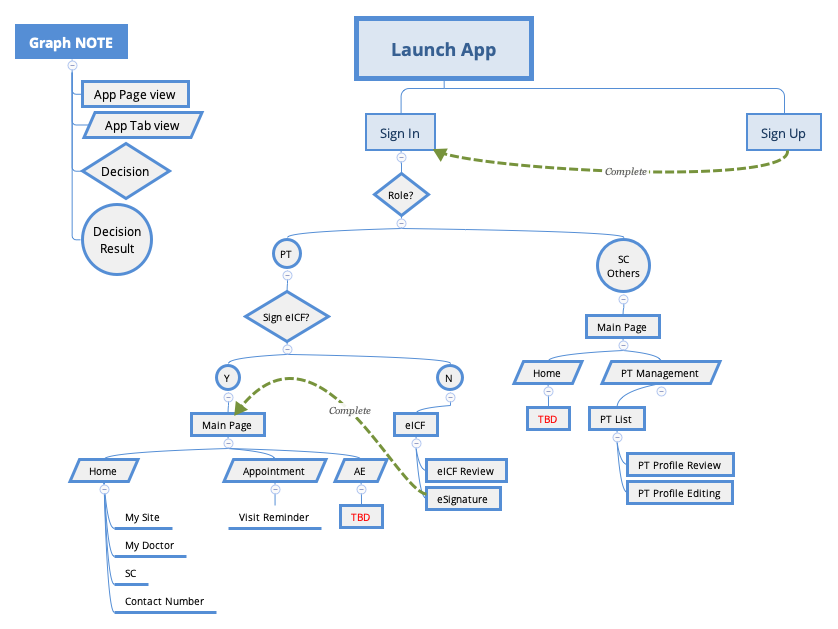 Graph NOTE
Launch App
App Page view
App Tab view
Sign In
Sign Up
Decision
Complete
Role?
Decision
Result
PT
SC
Others
Sign eICF?
Main Page
Y
N
Home
PT Management
Complete
Main Page
eICF
TBD
PT List
Home
Appointment
AE
eICF Review
PT Profile Review
eSignature
PT Profile Editing
My Site
Visit Reminder
TBD
My Doctor
SC
Contact Number